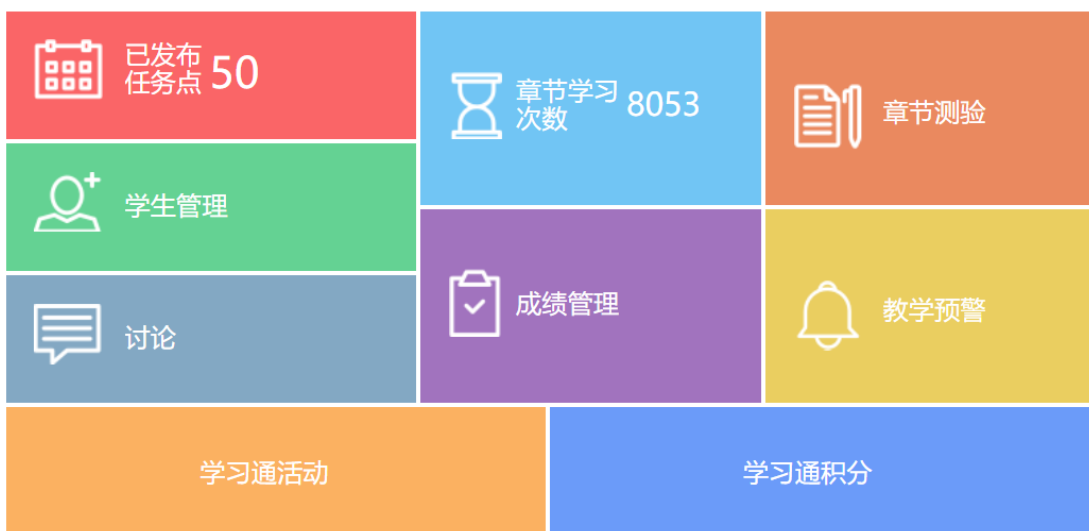 已发布
任务点 50
章节学习
次数 8053
章节测验
学生管理
讨论
成绩管理
教学预警
学习通活动
学习通积分